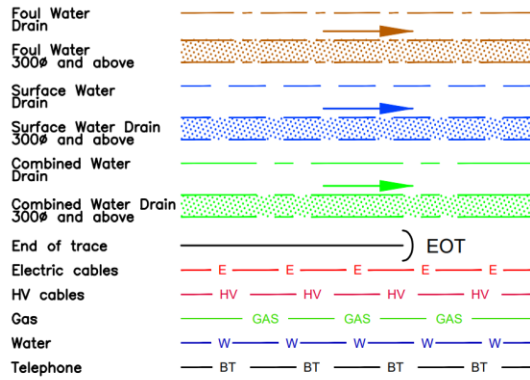 Foul Water
Drain
Foul Water
300ø and above
Surface Water
Drain
Surface Water Drain
300ø and above
Combined Water
Drain
Combined Water Drain
300ø and above
End of trace EOT
Electric cables E E E E E
HV cables HV HV HV HV
Gas GAS GAS GAS
Water W W W W W
Telephone BT BT BT BT